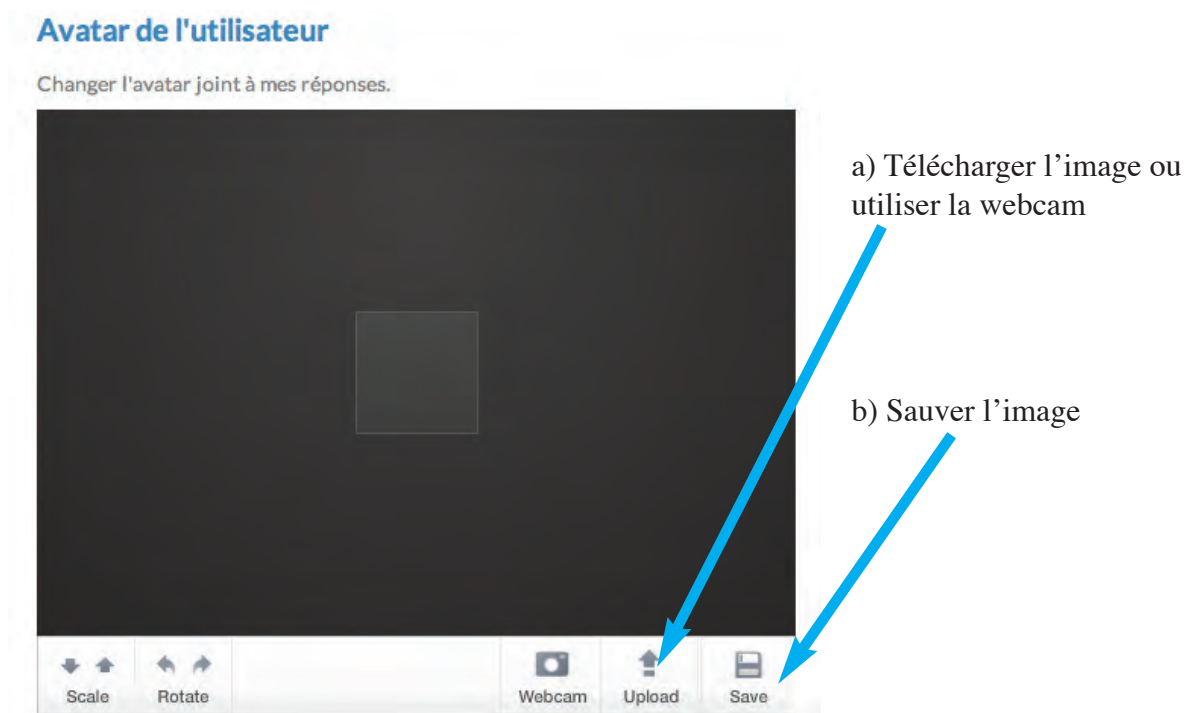 Avatar de l'utilisateur
Changer l'avatar joint à mes réponses.
a) Télécharger l’image ou
utiliser la webcam
b) Sauver l’image
Scale
Rotate
Webcam
Upload
Save